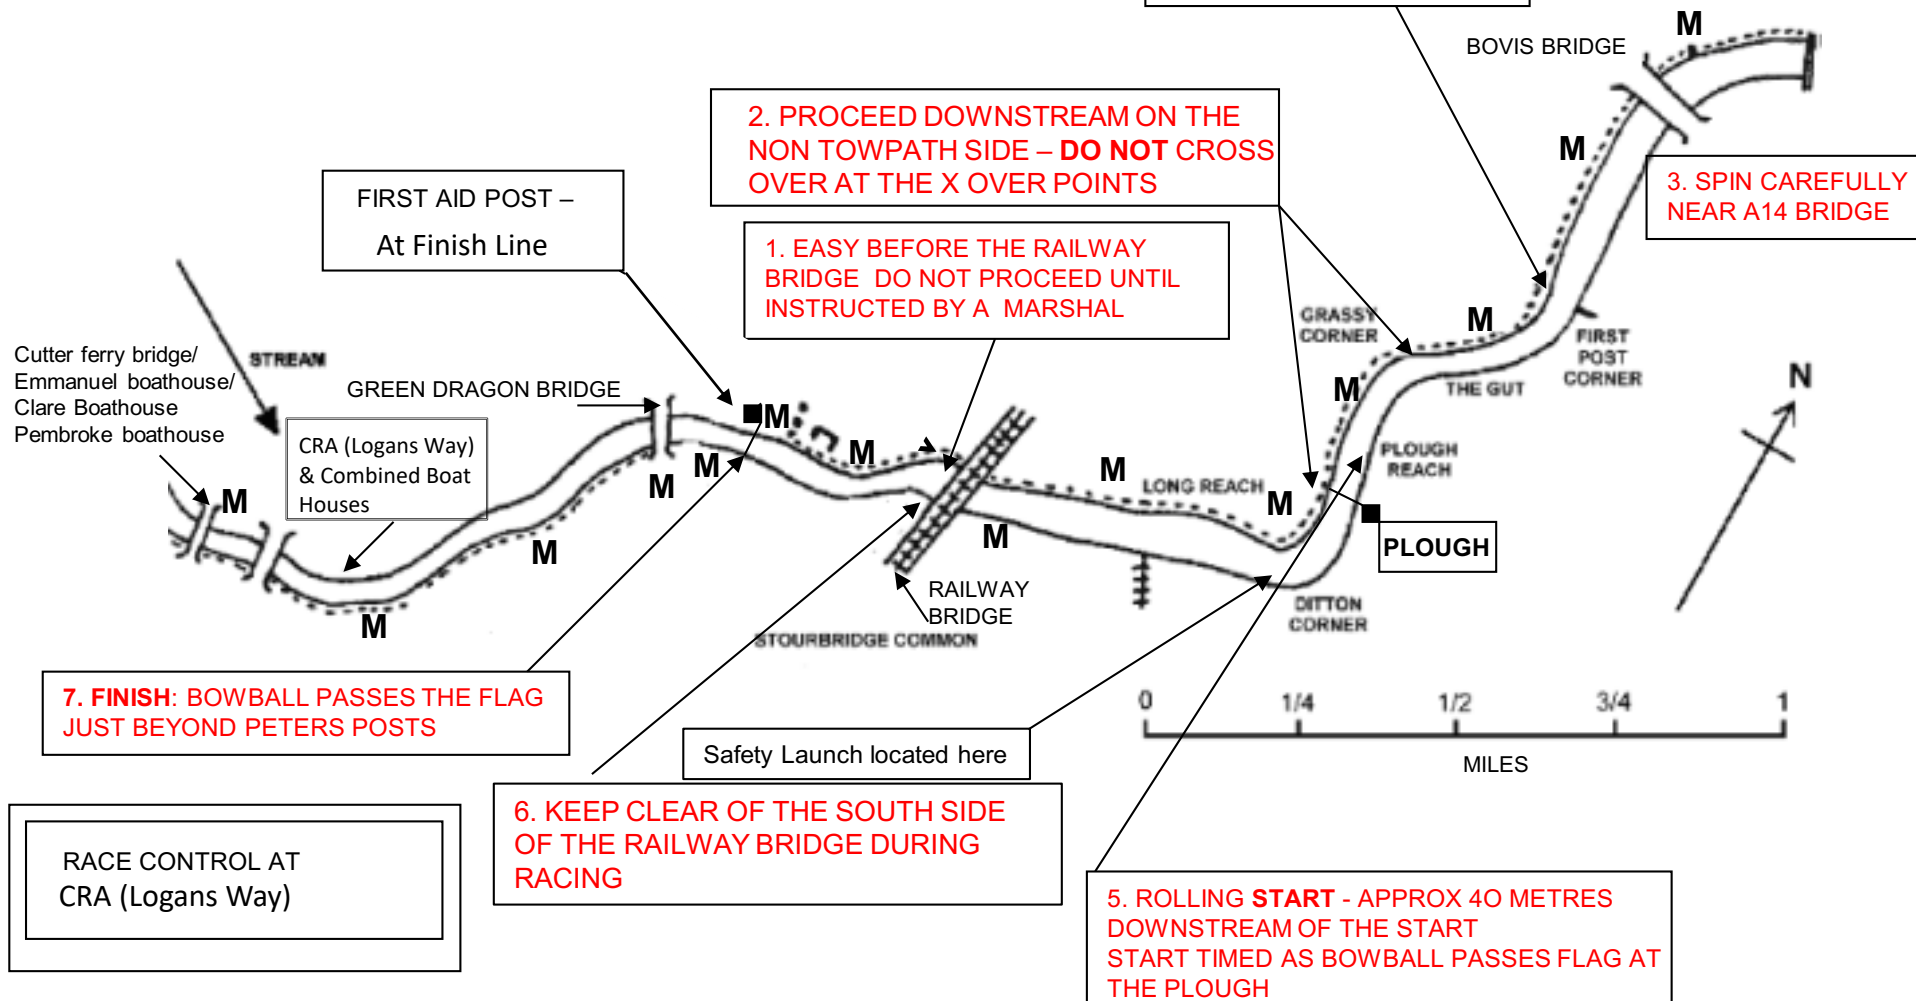 M
BOVIS BRIDGE
2. PROCEED DOWNSTREAM ON THE
NON TOWPATH SIDE – DO NOT CROSS
OVER AT THE X OVER POINTS
M
3. SPIN CAREFULLY
NEAR A14 BRIDGE
FIRST AID POST –
At Finish Line
1. EASY BEFORE THE RAILWAY
BRIDGE DO NOT PROCEED UNTIL
INSTRUCTED BY A MARSHAL
GRASSY
CORNER
M
FIRST
POST
CORNER
Cutter ferry bridge/
Emmanuel boathouse/
Clare Boathouse
Pembroke boathouse
STREAM
GREEN DRAGON BRIDGE
M
THE GUT
N
M
CRA (Logans Way)
& Combined Boat
Houses
M
M
M
M
PLOUGH
REACH
M
LONG REACH
M
M
M
M
PLOUGH
M
RAILWAY
BRIDGE
DITTON
CORNER
STOURBRIDGE COMMON
7. FINISH: BOWBALL PASSES THE FLAG
JUST BEYOND PETERS POSTS
0 1/4 1/2 3/4 1
MILES
Safety Launch located here
6. KEEP CLEAR OF THE SOUTH SIDE
OF THE RAILWAY BRIDGE DURING
RACING
RACE CONTROL AT
CRA (Logans Way)
5. ROLLING START - APPROX 4O METRES
DOWNSTREAM OF THE START
START TIMED AS BOWBALL PASSES FLAG AT
THE PLOUGH